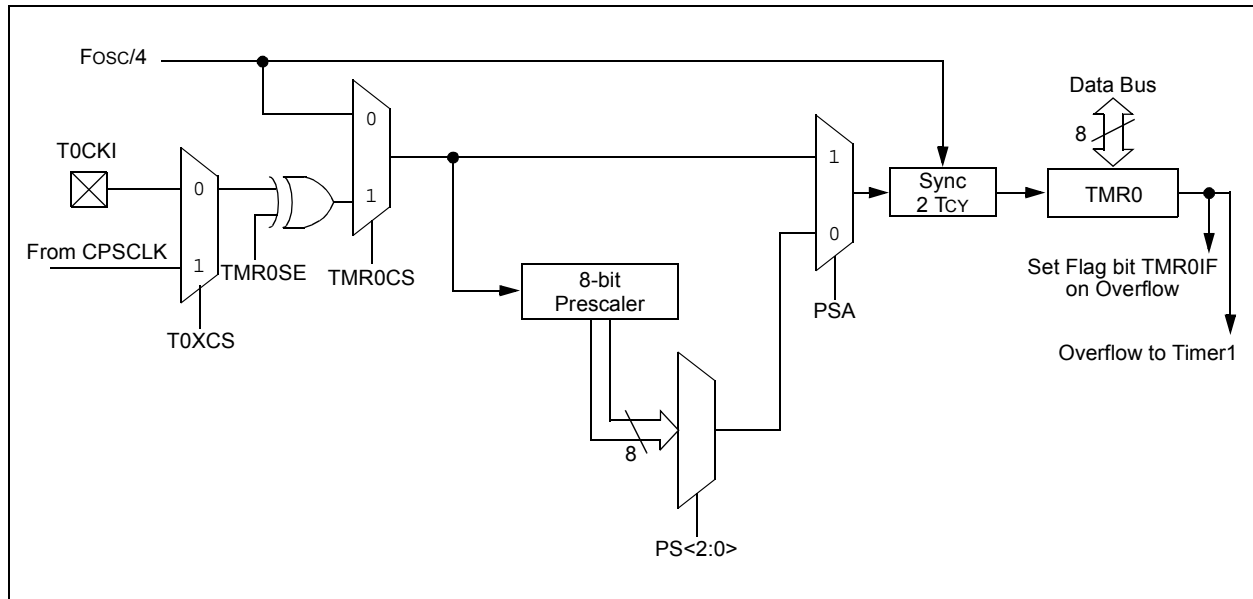 FOSC/4
T0CKI
0
1
From CPSCLK
T0XCS
TMR0SE
0
1
TMR0CS
8-bit
Prescaler
8
PS<2:0>
1
0
PSA
Sync
2 TCY
Data Bus
8
TMR0
Set Flag bit TMR0IF
on Overflow
Overflow to Timer1